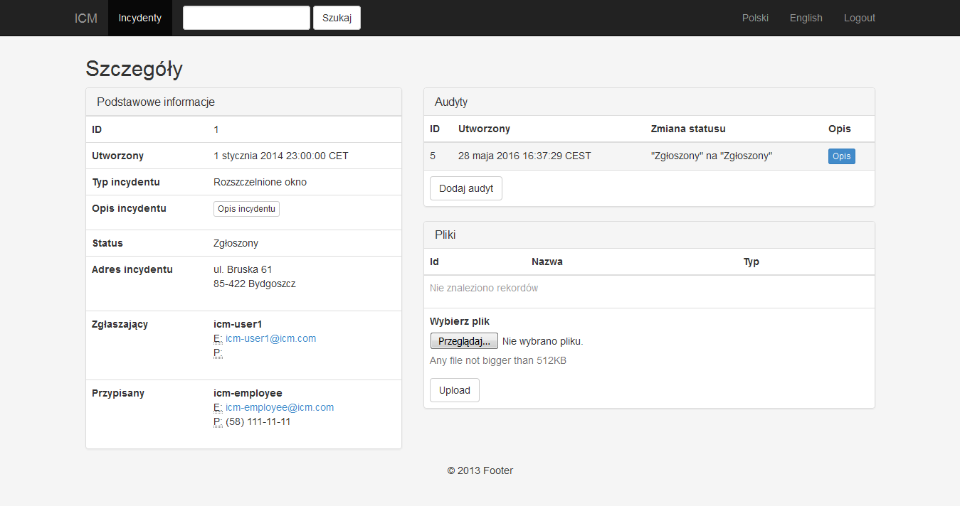 ICM Incydenty Szukaj Polski English Logout
Szczegóły
Podstawowe informacje
ID 1
Utworzony 1 stycznia 2014 23:00:00 CET
Typ incydentu Rozszczelnione okno
Opis incydentu Opis incydentu
Status Zgłoszony
Adres incydentu ul. Bruska 61
85-422 Bydgoszcz
Zgłaszający icm-user1
E: icm-user1@icm.com
P:
Przypisany icm-employee
E: icm-employee@icm.com
P: (58) 111-11-11
Audyty
ID Utworzony Zmiana statusu Opis
5 28 maja 2016 16:37:29 CEST "Zgłoszony" na "Zgłoszony" Opis
Dodaj audyt
Pliki
Id Nazwa Typ
Nie znaleziono rekordów
Wybierz plik
Przeglądaj... Nie wybrano pliku.
Any file not bigger than 512KB
Upload
© 2013 Footer